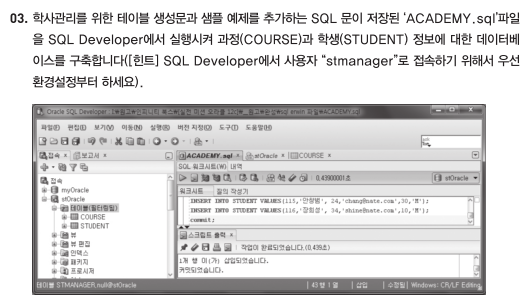 03. 학사관리를 위한 테이블 생성문과 샘플 예제를 추가하는 SQL 문이 저장된 ‘ACADEMY.sql’파일
을 SQL Developer에서 실행시켜 과정(COURSE)과 학생(STUDENT) 정보에 대한 데이터베
이스를 구축합니다([힌트] SQL Developer에서 사용자 “stmanager”로 접속하기 위해서 우선
환경설정부터 하세요).
Oracle SQL Developer
파일(F) 편집(E) 보기(V) 이동(N) 실행(R) 버전 지정(O) 도구(T) 도움말(H)
접속 × 보고서 × ACADEMY.sql × stOracle × COURSE ×
SQL 워크시트(W) 내역
0,43900001초 stOracle
접속
워크시트 질의 작성기
myOracle
stOracle
INSERT INTO STUDENT VALUES(115,'안창범', 24,'chang@nate.com',30,'M');
테이블(필터링됨)
INSERT INTO STUDENT VALUES(116,'장희성', 34,'shine@nate.com',10,'M');
COURSE
commit;
STUDENT
스크립트 출력 ×
뷰
뷰 편집
작업이 완료되었습니다.(0,439초)
인덱스
1개 행 이(가) 삽입되었습니다.
패키지
커밋되었습니다.
프로시저
테이블 STMANAGER.null@stOracle 43 행 1 열 삽입 수정됨 Windows: CR/LF Editing